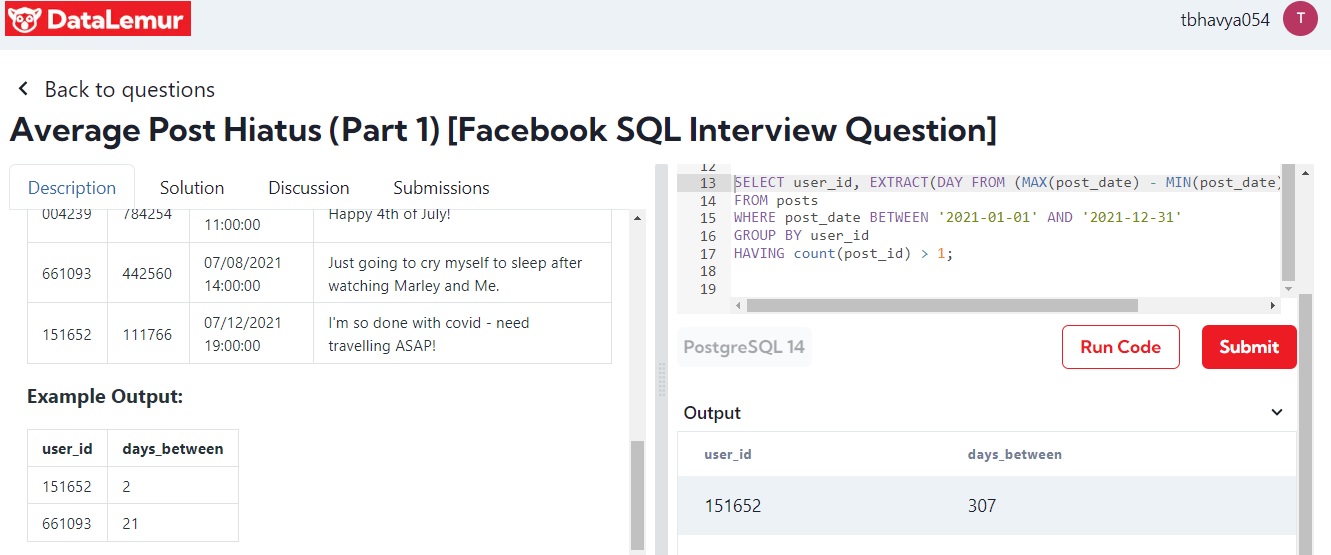 DataLemur
tbhavya054
T
Back to questions
Average Post Hiatus (Part 1) [Facebook SQL Interview Question]
Description Solution Discussion Submissions
004239 784254 11:00:00 Happy 4th of July!
661093 442560 07/08/2021 14:00:00 Just going to cry myself to sleep after
watching Marley and Me.
151652 111766 07/12/2021 19:00:00 I'm so done with covid - need
travelling ASAP!
Example Output:
user_id days_between
151652 2
661093 21
12
13 SELECT user_id, EXTRACT(DAY FROM (MAX(post_date) - MIN(post_date)
14 FROM posts
15 WHERE post_date BETWEEN '2021-01-01' AND '2021-12-31'
16 GROUP BY user_id
17 HAVING count(post_id) > 1;
18
19
PostgreSQL 14
Run Code
Submit
Output
user_id days_between
151652 307